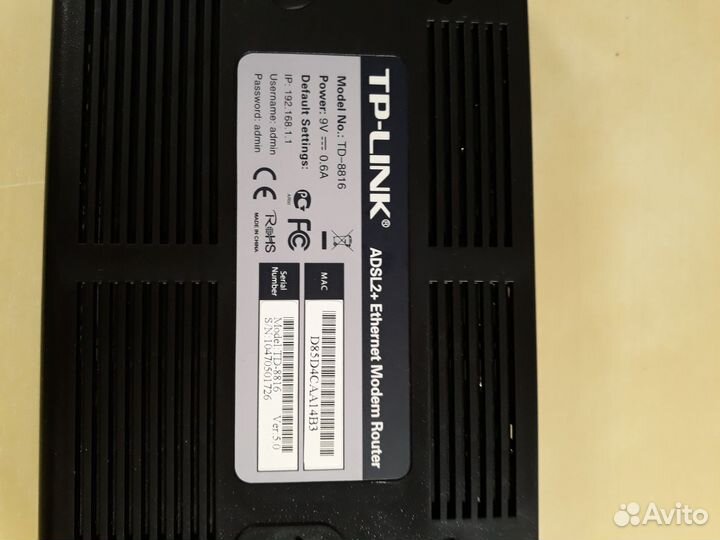 TP-LINK® ADSL2+ Ethernet Modem Router
Model No.: TD-8816
Power: 9V 0.6A
Default Settings:
IP: 192.168.1.1
Username: admin
Password: admin
FC
CE
RoHS
MADE IN CHINA
MAC
D85D4CAA14B3
Serial
Number
Model TD-8816 Ver 5.0
S/N:10470501726
Avito